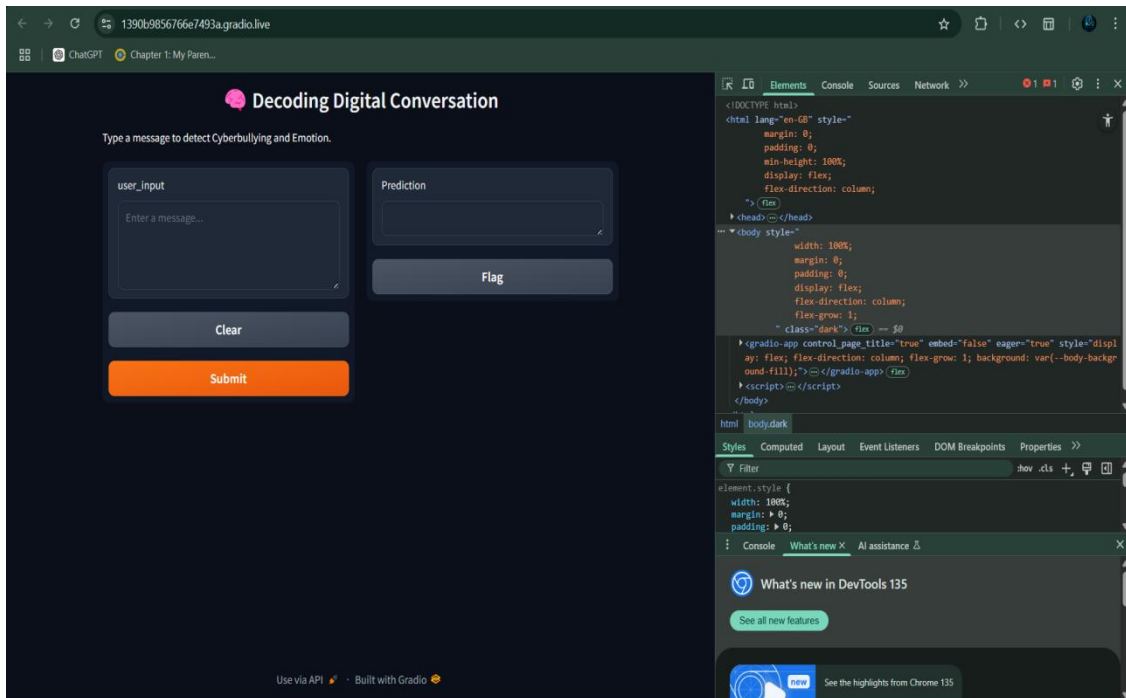 1390b9856766e7493a.gradio.live
ChatGPT
Chapter 1: My Paren...
Decoding Digital Conversation
Type a message to detect Cyberbullying and Emotion.
user_input
Enter a message...
Clear
Submit
Prediction
Flag
Use via API · Built with Gradio
Elements Console Sources Network 1 1
<!DOCTYPE html>
<html lang="en-GB" style="
margin: 0;
padding: 0;
min-height: 100%;
display: flex;
flex-direction: column;
"> flex
<head> ... </head>
... <body style="
width: 100%;
margin: 0;
padding: 0;
display: flex;
flex-direction: column;
flex-grow: 1;
" class="dark"> flex == $0
<gradio-app control_page_title="true" embed="false" eager="true" style="displ
ay: flex; flex-direction: column; flex-grow: 1; background: var(--body-backgr
ound-fill);"> ... </gradio-app> flex
<script> ... </script>
</body>
html body.dark
Styles Computed Layout Event Listeners DOM Breakpoints Properties
Filter :hov .cls
element.style {
width: 100%;
margin: 0;
padding: 0;
Console What's new AI assistance
What's new in DevTools 135
See all new features
new
See the highlights from Chrome 135